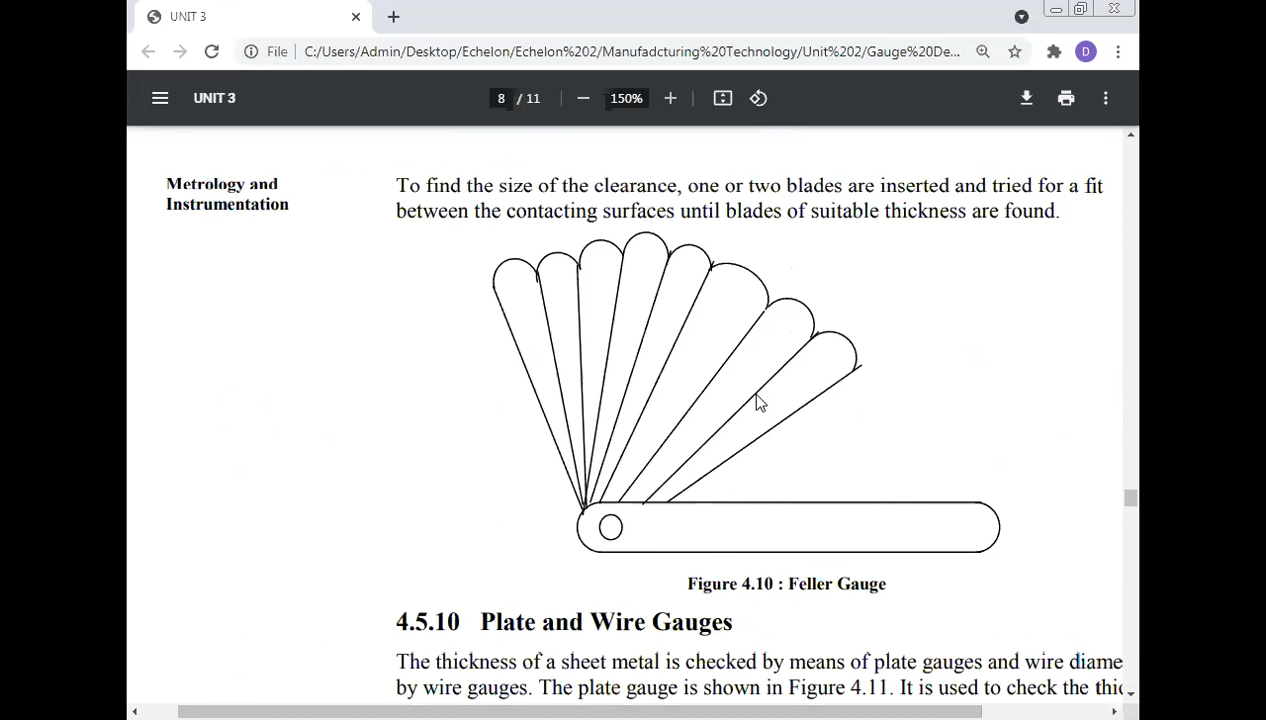 UNIT 3
File
C:/Users/Admin/Desktop/Echelon/Echelon%202/Manufadcturing%20Technology/Unit%202/Gauge%20De...
D
UNIT 3
8 / 11
150%
Metrology and
Instrumentation
To find the size of the clearance, one or two blades are inserted and tried for a fit
between the contacting surfaces until blades of suitable thickness are found.
Figure 4.10 : Feller Gauge
4.5.10 Plate and Wire Gauges
The thickness of a sheet metal is checked by means of plate gauges and wire diame
by wire gauges. The plate gauge is shown in Figure 4.11. It is used to check the thic